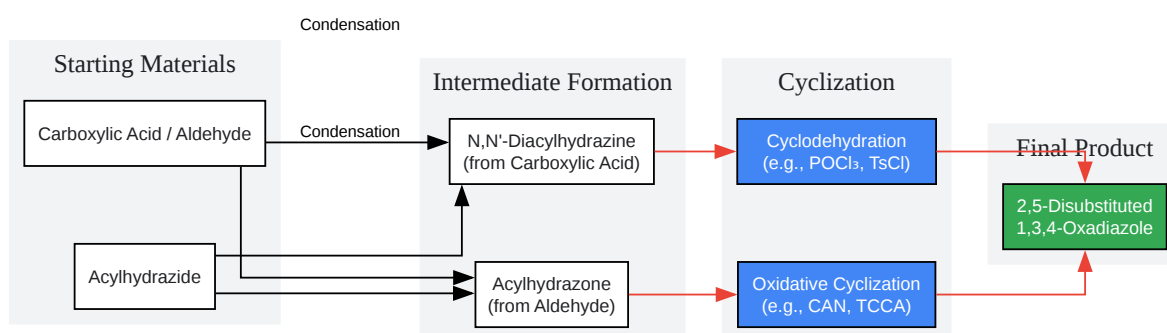 Condensation
Starting Materials
Carboxylic Acid / Aldehyde
Acylhydrazide
Condensation
Intermediate Formation
N,N'-Diacylhydrazine
(from Carboxylic Acid)
Acylhydrazone
(from Aldehyde)
Cyclization
Cyclodehydration
(e.g., POCl₃, TsCl)
Oxidative Cyclization
(e.g., CAN, TCCA)
Final Product
2,5-Disubstituted
1,3,4-Oxadiazole